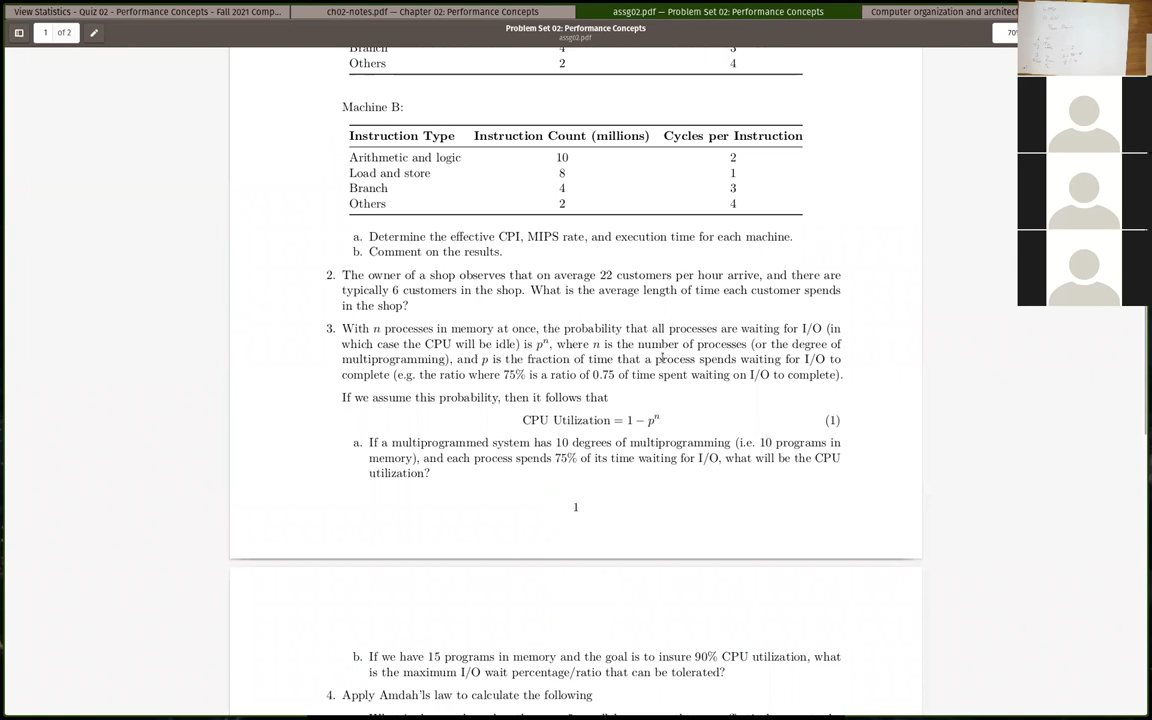 View Statistics - Quiz 02 - Performance Concepts - Fall 2021 Comp...
ch02-notes.pdf — Chapter 02: Performance Concepts
assg02.pdf — Problem Set 02: Performance Concepts
Computer organization and architect
1 of 2
Problem Set 02: Performance Concepts
assg02.pdf
70%
Branch 4 3
Others 2 4
Machine B:
Instruction Type Instruction Count (millions) Cycles per Instruction
Arithmetic and logic 10 2
Load and store 8 1
Branch 4 3
Others 2 4
a. Determine the effective CPI, MIPS rate, and execution time for each machine.
b. Comment on the results.
2. The owner of a shop observes that on average 22 customers per hour arrive, and there are
typically 6 customers in the shop. What is the average length of time each customer spends
in the shop?
3. With n processes in memory at once, the probability that all processes are waiting for I/O (in
which case the CPU will be idle) is pⁿ, where n is the number of processes (or the degree of
multiprogramming), and p is the fraction of time that a process spends waiting for I/O to
complete (e.g. the ratio where 75% is a ratio of 0.75 of time spent waiting on I/O to complete).
If we assume this probability, then it follows that
CPU Utilization = 1 − pⁿ (1)
a. If a multiprogrammed system has 10 degrees of multiprogramming (i.e. 10 programs in
memory), and each process spends 75% of its time waiting for I/O, what will be the CPU
utilization?
1
b. If we have 15 programs in memory and the goal is to insure 90% CPU utilization, what
is the maximum I/O wait percentage/ratio that can be tolerated?
4. Apply Amdah'ls law to calculate the following